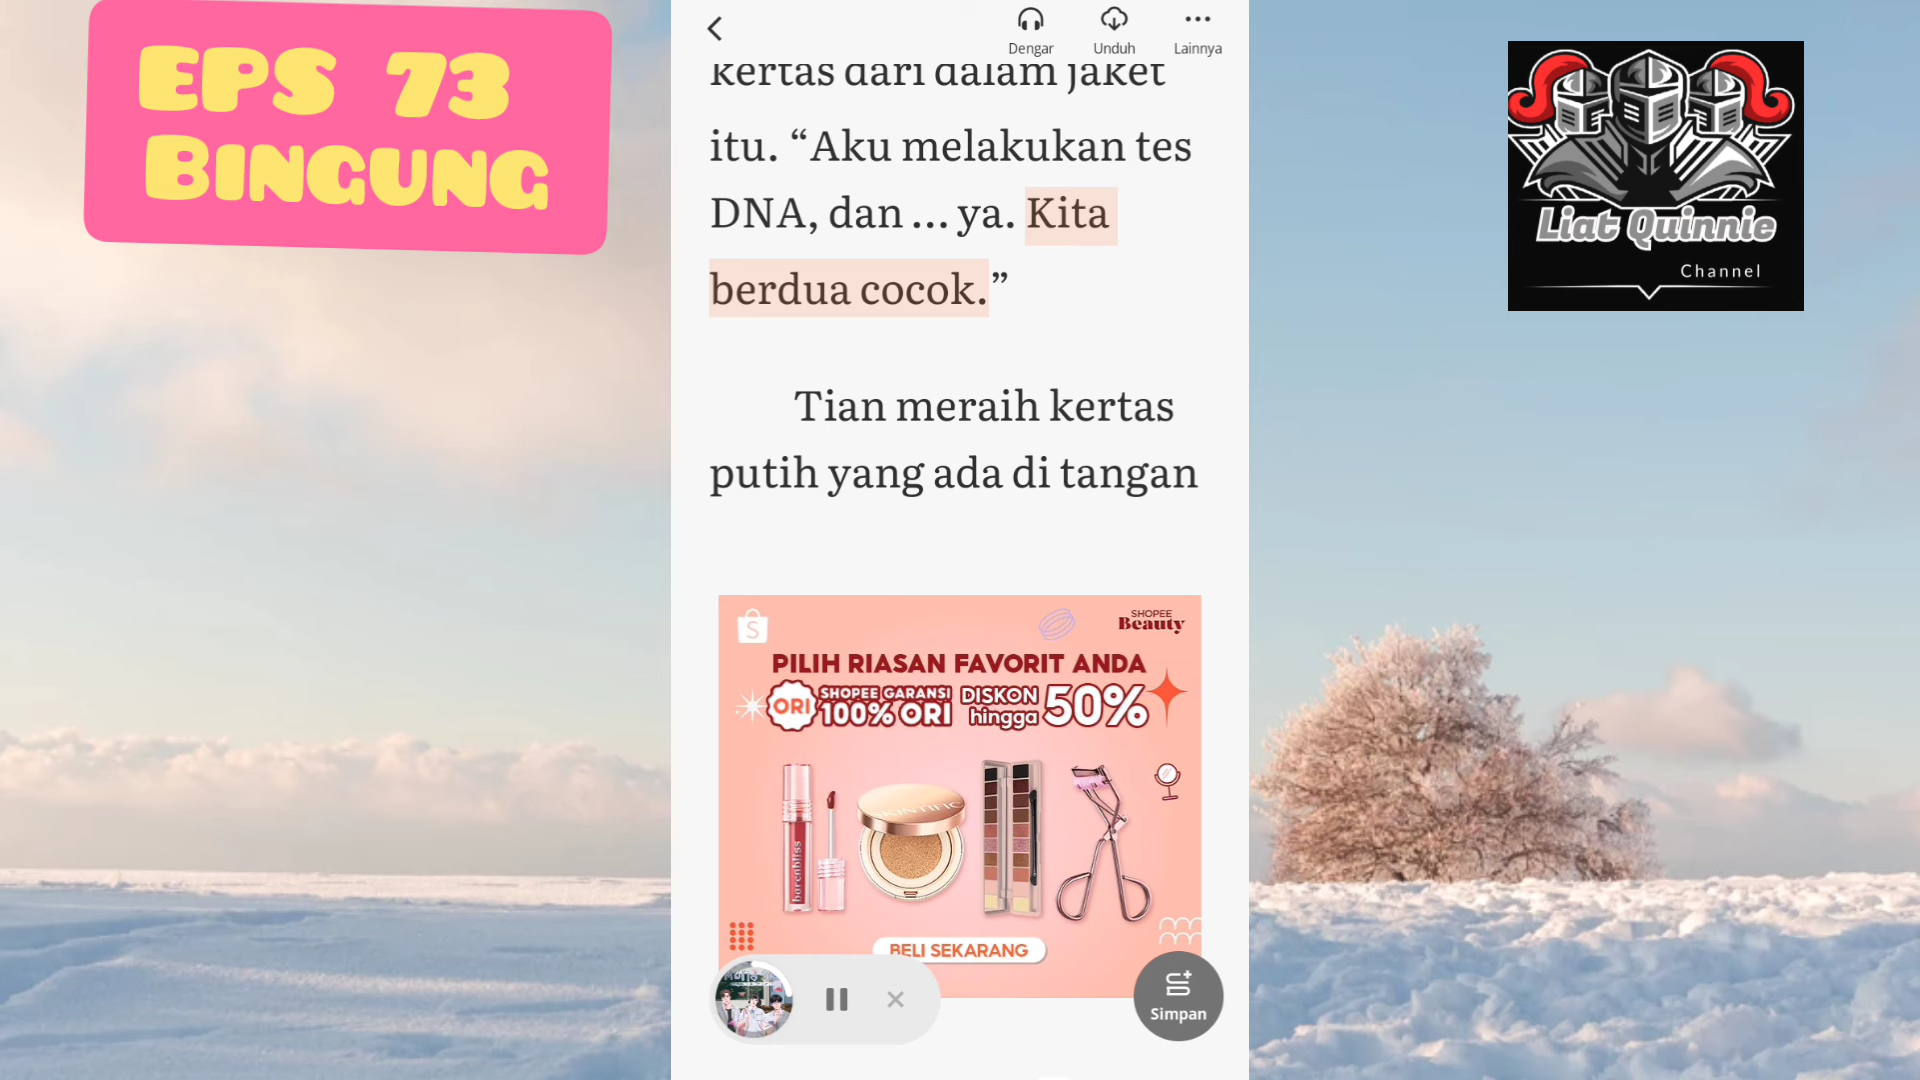 EPS 73
BINGUNG
Dengar
Unduh
Lainnya
kertas dari dalam jaket
itu. “Aku melakukan tes
DNA, dan ... ya. Kita
berdua cocok.”
Tian meraih kertas
putih yang ada di tangan
SHOPEE
Beauty
PILIH RIASAN FAVORIT ANDA
ORI
SHOPEE GARANSI
100% ORI
DISKON
hingga
50%
barenbliss
BELI SEKARANG
Simpan
Liat Quinnie
Channel